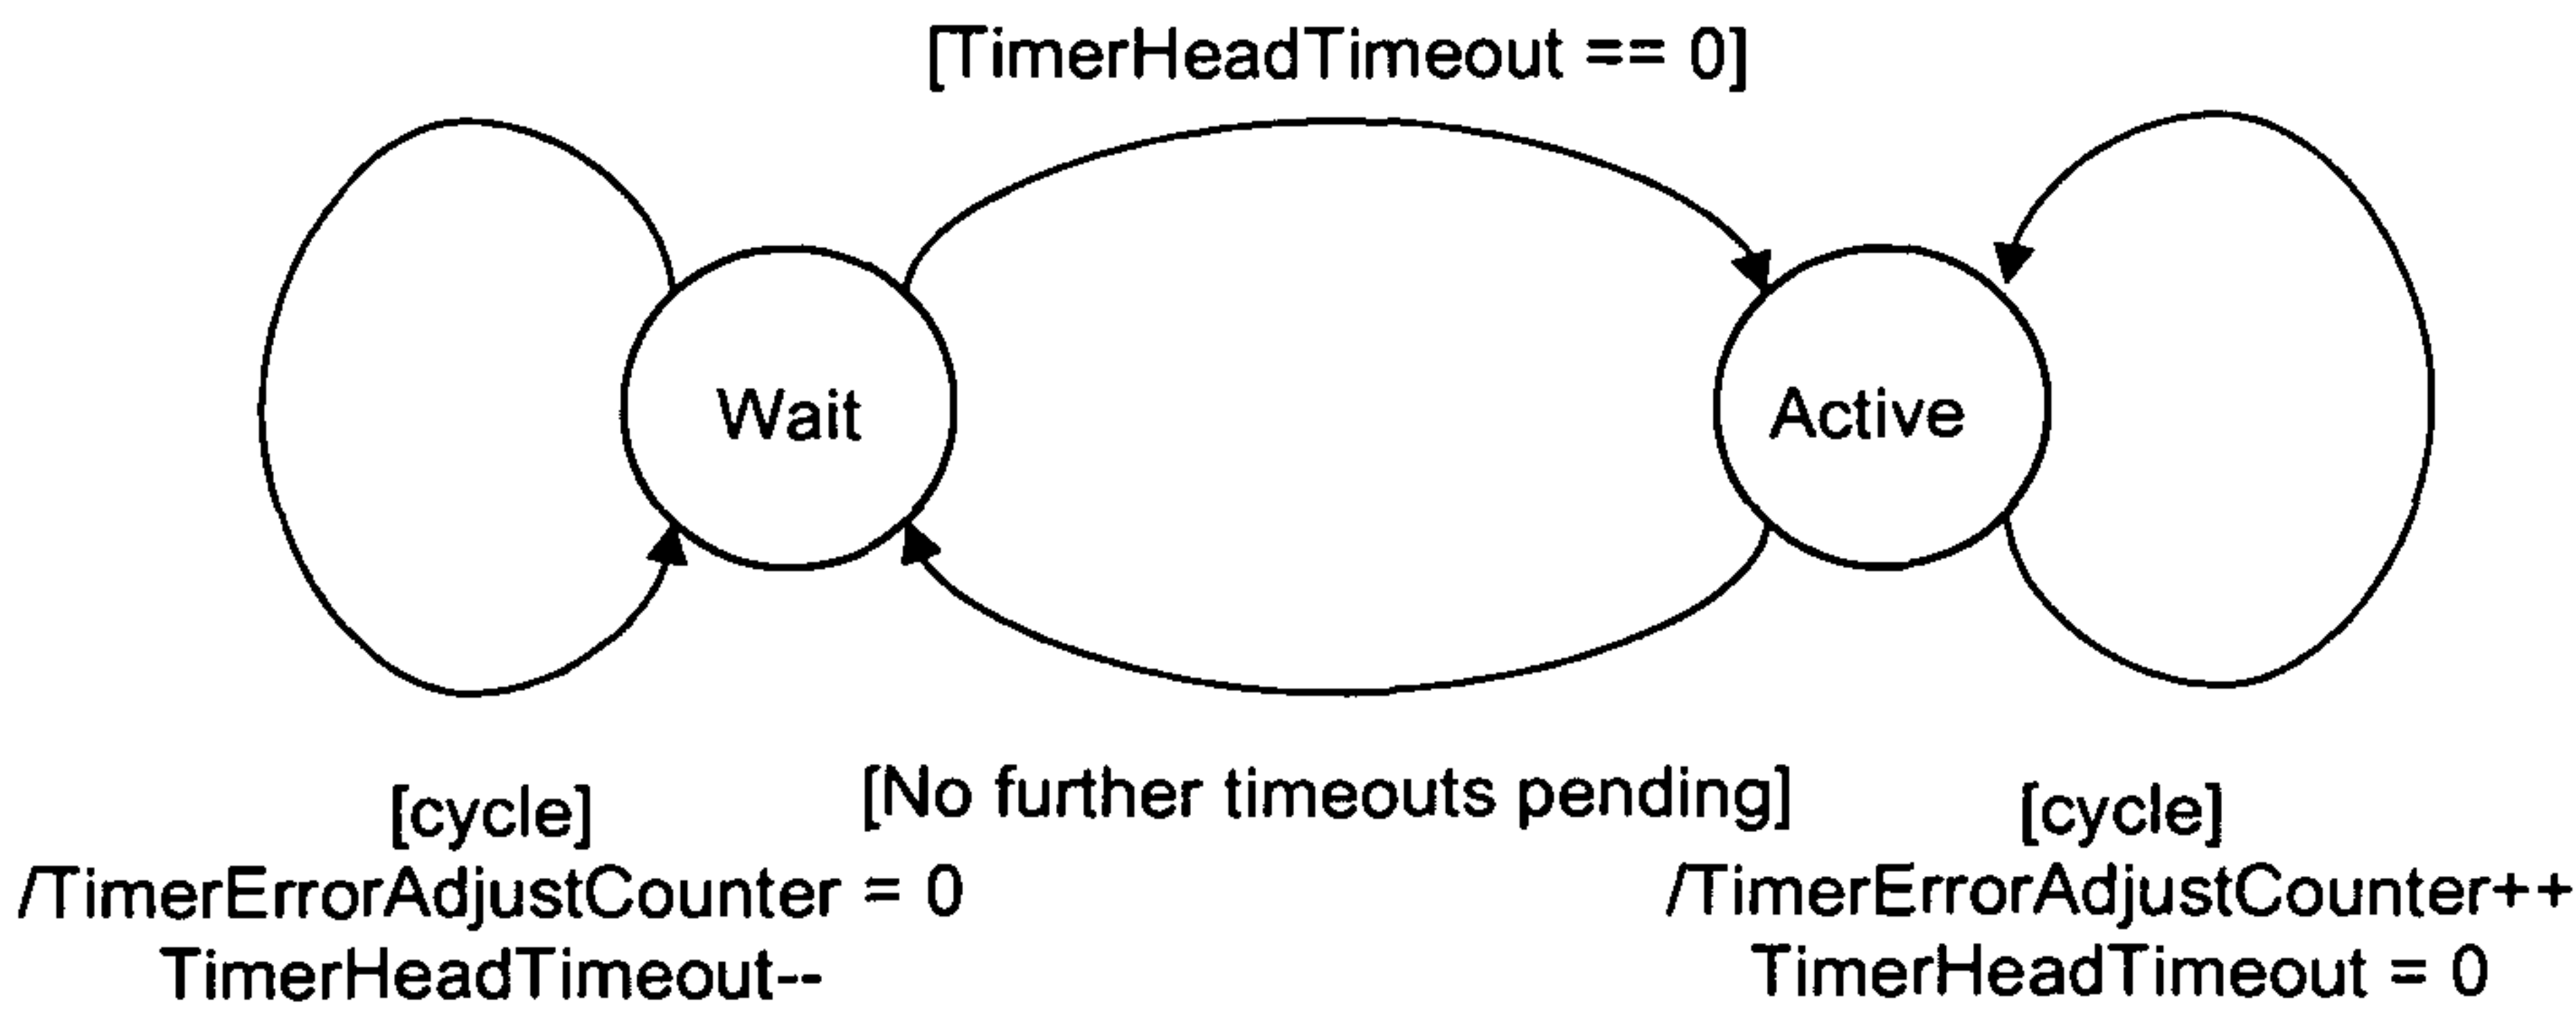 [TimerHeadTimeout == 0]
Wait
Active
[No further timeouts pending]
[cycle]
/TimerErrorAdjustCounter = 0
TimerHeadTimeout--
[cycle]
/TimerErrorAdjustCounter++
TimerHeadTimeout = 0